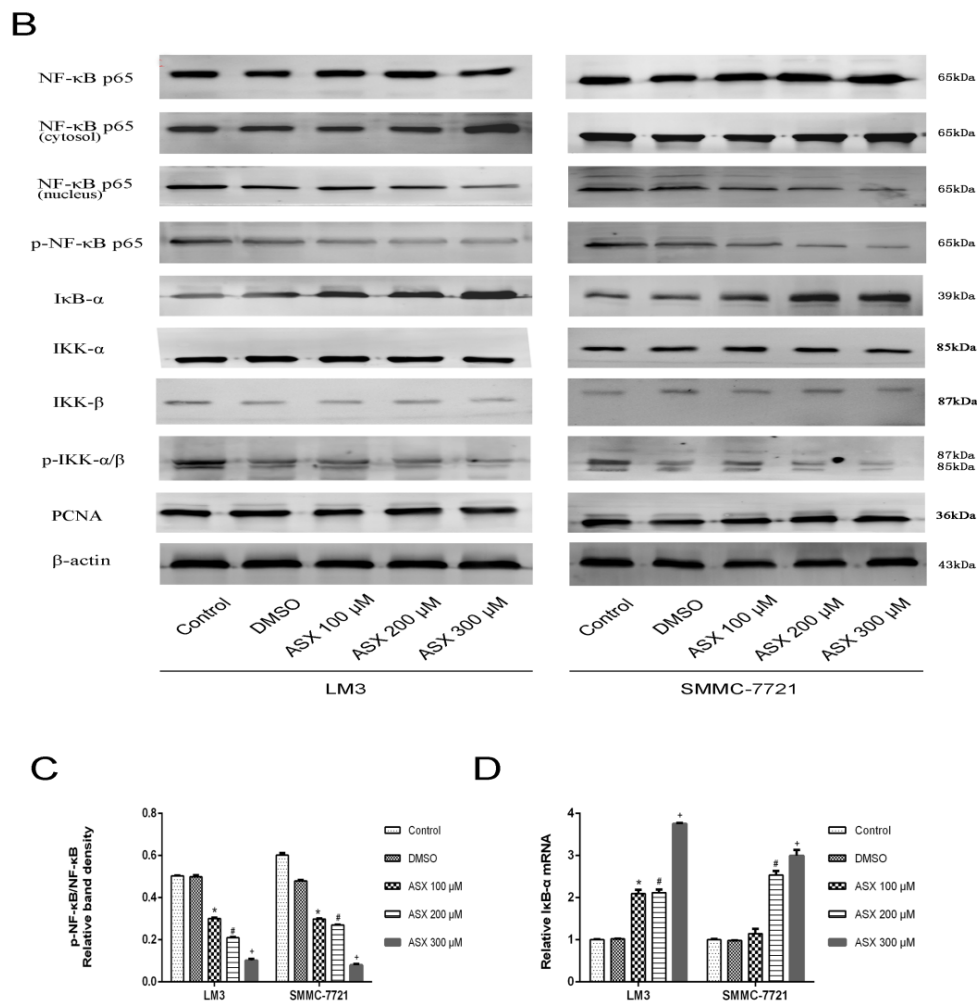 B
NF-κB p65 65kDa
NF-κB p65 65kDa
(cytosol)
NF-κB p65 65kDa
(nucleus)
p-NF-κB p65 65kDa
IκB-α 39kDa
IKK-α 85kDa
IKK-β 87kDa
p-IKK-α/β 87kDa
85kDa
PCNA 36kDa
β-actin 43kDa
Control DMSO ASX 100 μM ASX 200 μM ASX 300 μM Control DMSO ASX 100 μM ASX 200 μM ASX 300 μM
LM3 SMMC-7721
C
p-NF-κB/NF-κB
Relative band density
0.8
0.6
0.4
0.2
0.0
* # + * # +
LM3 SMMC-7721
Control
DMSO
ASX 100 μM
ASX 200 μM
ASX 300 μM
D
Relative IκB-α mRNA
4
3
2
1
0
* # + # +
LM3 SMMC-7721
Control
DMSO
ASX 100 μM
ASX 200 μM
ASX 300 μM